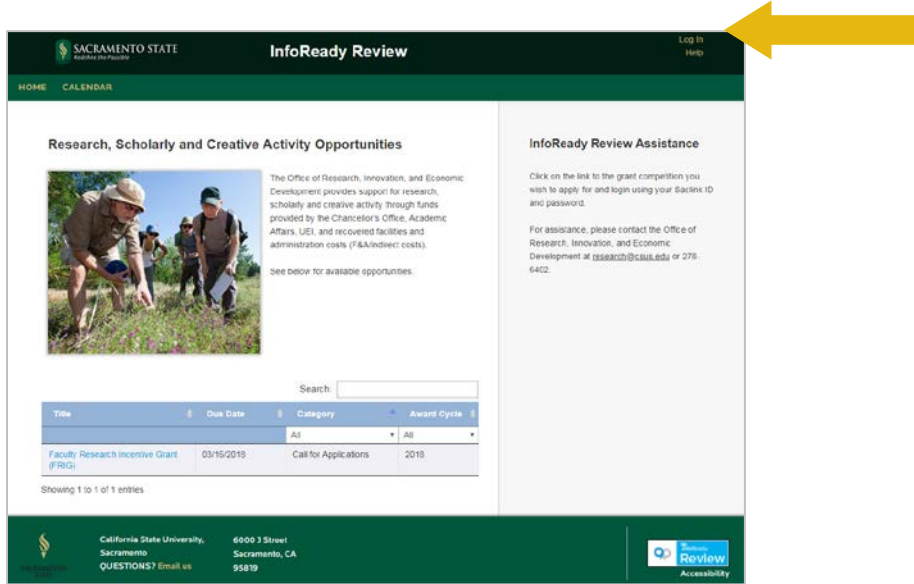 SACRAMENTO STATE
Redefine the Possible
InfoReady Review
Log In
Help
HOME CALENDAR
Research, Scholarly and Creative Activity Opportunities
The Office of Research, Innovation, and Economic
Development provides support for research,
scholarly and creative activity through funds
provided by the Chancellor's Office, Academic
Affairs, UEI, and recovered facilities and
administration costs (F&A/indirect costs).
See below for available opportunities.
InfoReady Review Assistance
Click on the link to the grant competition you
wish to apply for and login using your Saclink ID
and password.
For assistance, please contact the Office of
Research, Innovation, and Economic
Development at research@csus.edu or 278-
6402.
Search:
Title Due Date Category Award Cycle
All All
Faculty Research Incentive Grant
(FRIG)
03/16/2018 Call for Applications 2018
Showing 1 to 1 of 1 entries
SACRAMENTO
STATE
California State University,
Sacramento
QUESTIONS? Email us
6000 J Street
Sacramento, CA
95819
Review
Accessibility